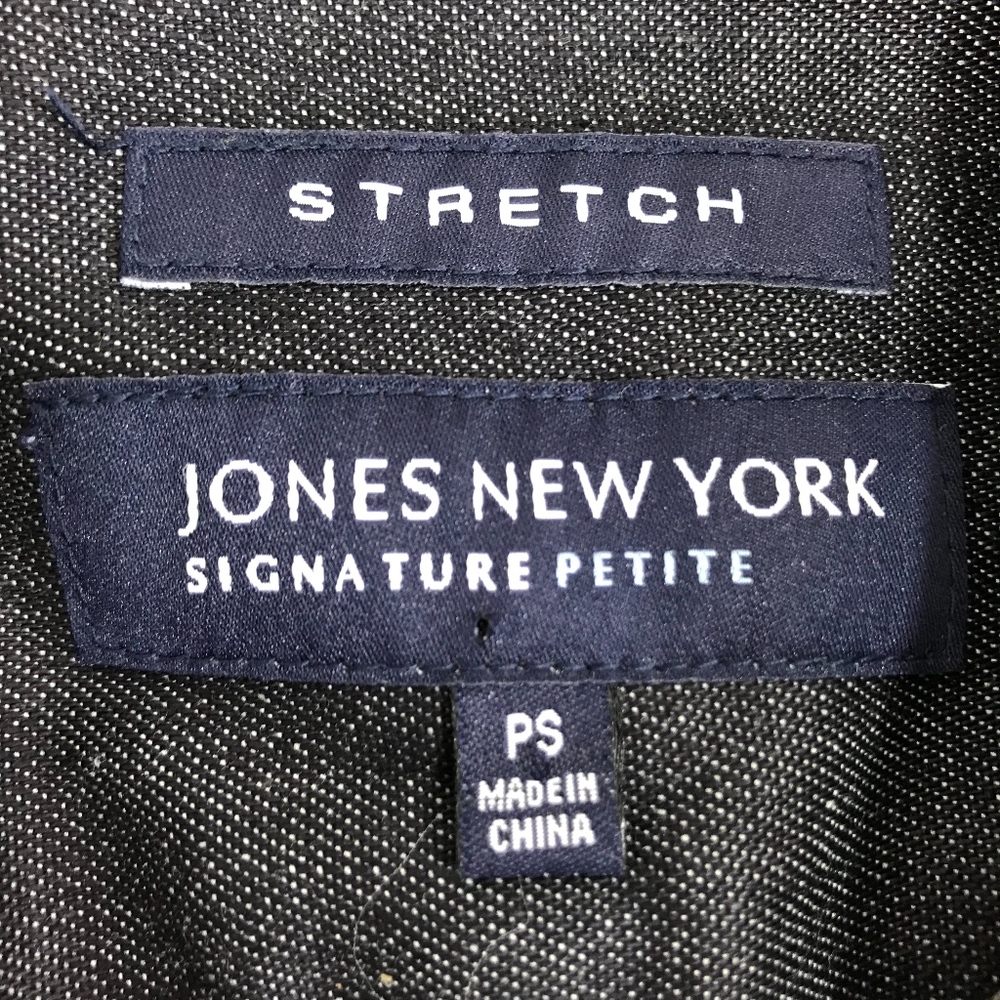 STRETCH
JONES NEW YORK
SIGNATURE PETITE
PS
MADE IN
CHINA